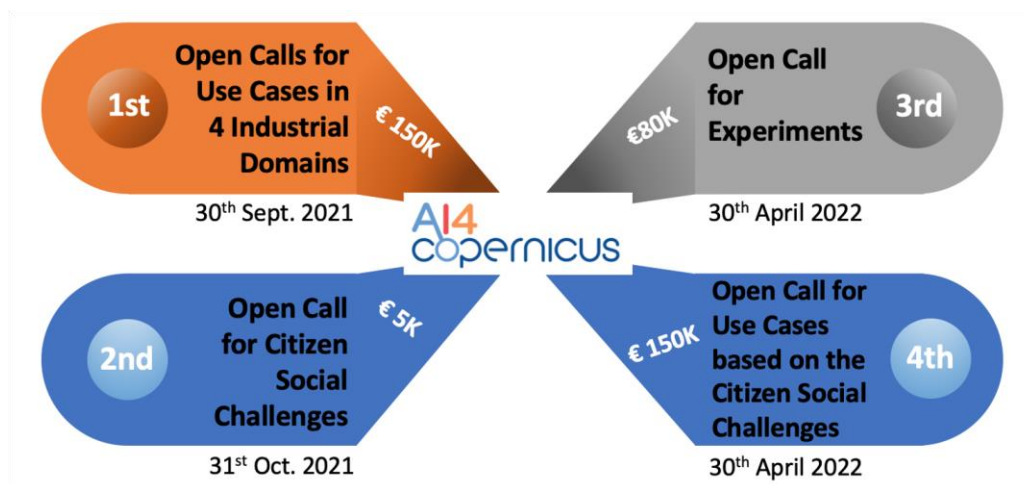 1st
Open Calls for
Use Cases in
4 Industrial
Domains
€ 150K
30th Sept. 2021
Open Call
for
Experiments
€80K
3rd
30th April 2022
AI4
copernicus
2nd
Open Call
for Citizen
Social
Challenges
€ 5K
31st Oct. 2021
Open Call for
Use Cases
based on the
Citizen Social
Challenges
€ 150K
4th
30th April 2022